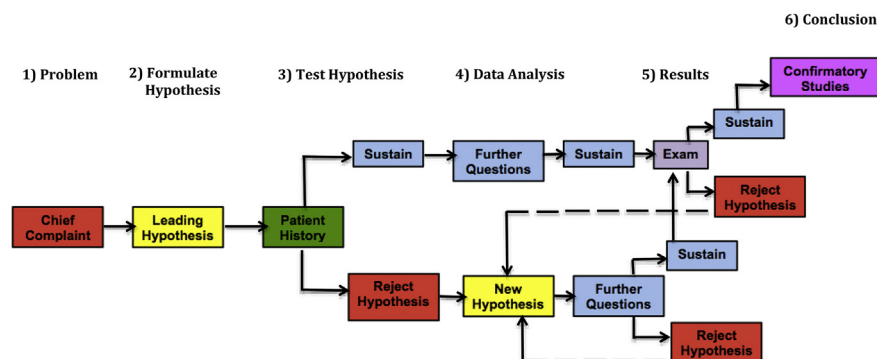 6) Conclusion
1) Problem
2) Formulate
Hypothesis
3) Test Hypothesis
4) Data Analysis
5) Results
Confirmatory
Studies
Sustain
Sustain
Further
Questions
Sustain
Exam
Reject
Hypothesis
Chief
Complaint
Leading
Hypothesis
Patient
History
Sustain
Reject
Hypothesis
New
Hypothesis
Further
Questions
Reject
Hypothesis